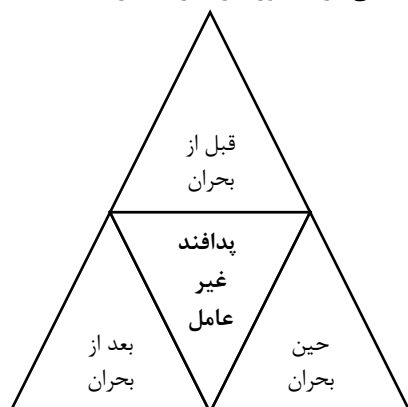 قبل از
بحران
پدافند
غیر
عامل
حین
بحران
بعد از
بحران